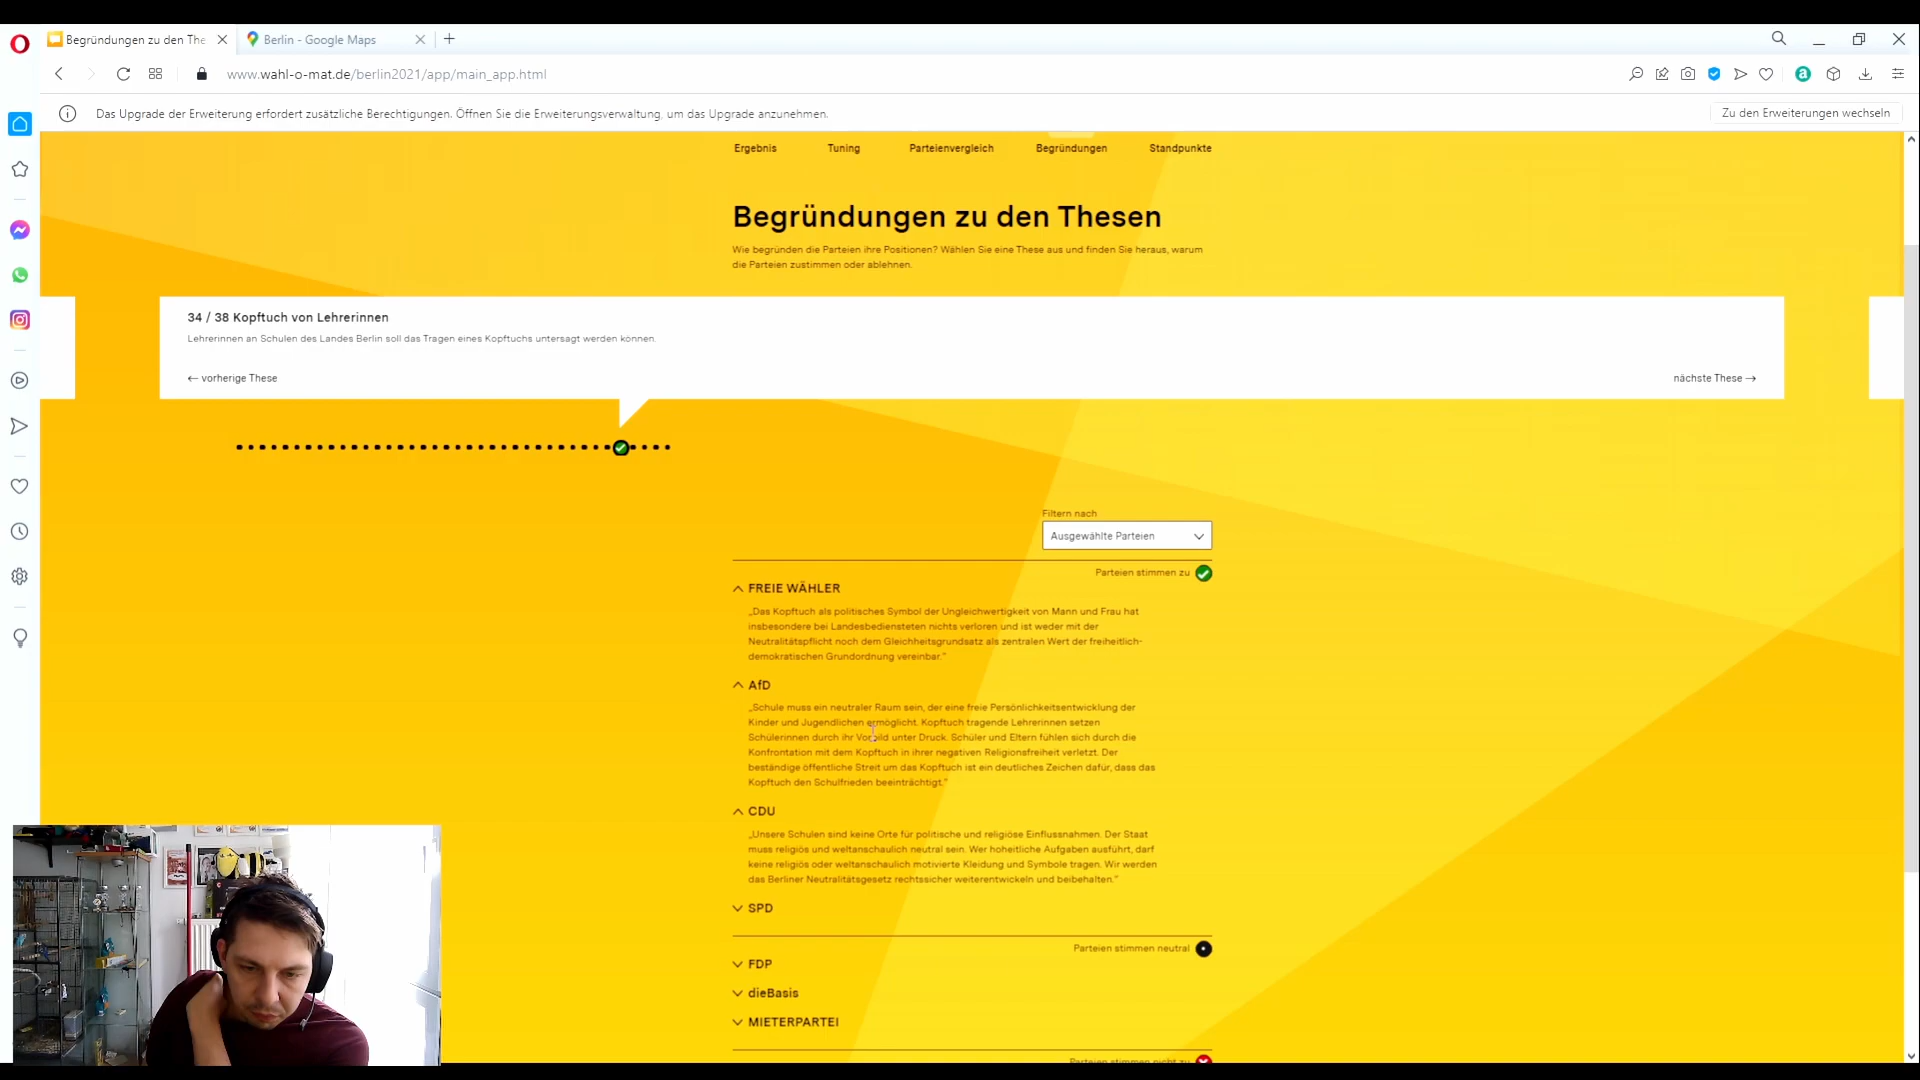 Begründungen zu den The
Berlin - Google Maps
www.wahl-o-mat.de/berlin2021/app/main_app.html
Das Upgrade der Erweiterung erfordert zusätzliche Berechtigungen. Öffnen Sie die Erweiterungsverwaltung, um das Upgrade anzunehmen.
Zu den Erweiterungen wechseln
Ergebnis Tuning Parteienvergleich Begründungen Standpunkte
Begründungen zu den Thesen
Wie begründen die Parteien ihre Positionen? Wählen Sie eine These aus und finden Sie heraus, warum
die Parteien zustimmen oder ablehnen.
34 / 38 Kopftuch von Lehrerinnen
Lehrerinnen an Schulen des Landes Berlin soll das Tragen eines Kopftuchs untersagt werden können.
← vorherige These
nächste These →
Filtern nach
Ausgewählte Parteien
Parteien stimmen zu
FREIE WÄHLER
„Das Kopftuch als politisches Symbol der Ungleichwertigkeit von Mann und Frau hat
insbesondere bei Landesbediensteten nichts verloren und ist weder mit der
Neutralitätspflicht noch dem Gleichheitsgrundsatz als zentralen Wert der freiheitlich-
demokratischen Grundordnung vereinbar.“
AfD
„Schule muss ein neutraler Raum sein, der eine freie Persönlichkeitsentwicklung der
Kinder und Jugendlichen ermöglicht. Kopftuch tragende Lehrerinnen setzen
Schülerinnen durch ihr Vorbild unter Druck. Schüler und Eltern fühlen sich durch die
Konfrontation mit dem Kopftuch in ihrer negativen Religionsfreiheit verletzt. Der
beständige öffentliche Streit um das Kopftuch ist ein deutliches Zeichen dafür, dass das
Kopftuch den Schulfrieden beeinträchtigt.“
CDU
„Unsere Schulen sind keine Orte für politische und religiöse Einflussnahmen. Der Staat
muss religiös und weltanschaulich neutral sein. Wer hoheitliche Aufgaben ausführt, darf
keine religiös oder weltanschaulich motivierte Kleidung und Symbole tragen. Wir werden
das Berliner Neutralitätsgesetz rechtssicher weiterentwickeln und beibehalten.“
SPD
Parteien stimmen neutral
FDP
dieBasis
MIETERPARTEI
Parteien stimmen nicht zu